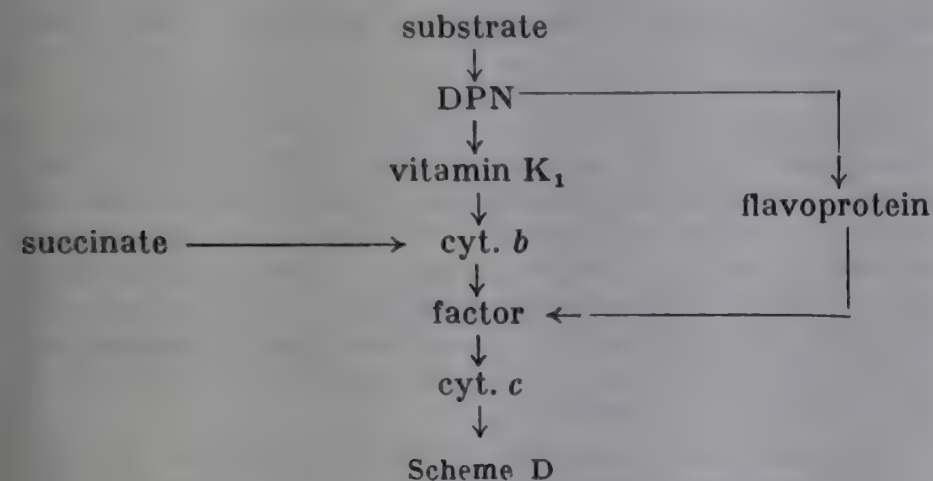 substrate
DPN
vitamin K₁
flavoprotein
succinate
cyt. b
factor
cyt. c
Scheme D